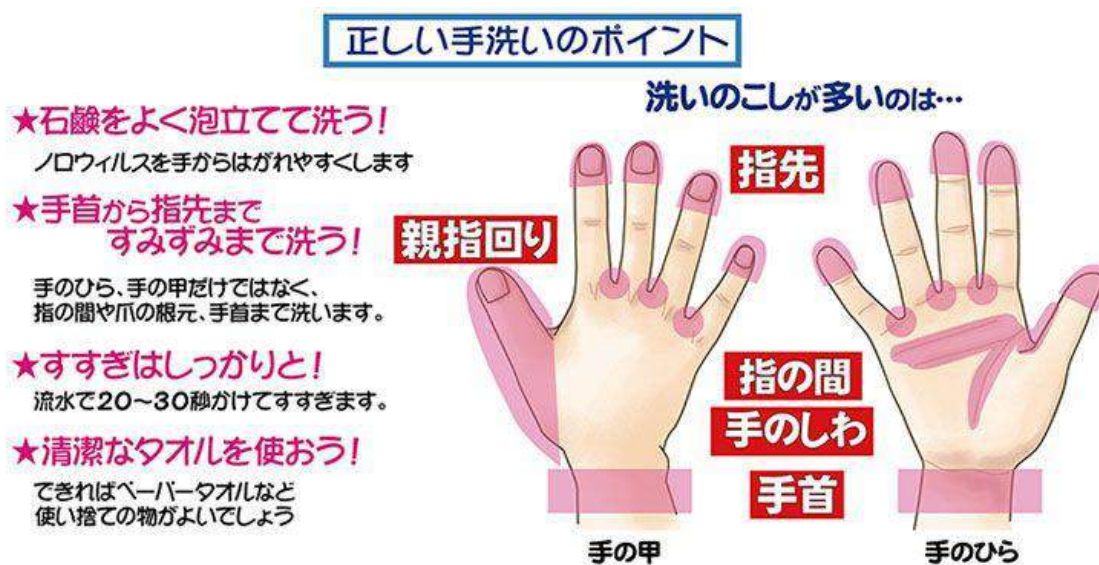 正しい手洗いのポイント
★石鹸をよく泡立てて洗う!
ノロウィルスを手からはがれやすくします
★手首から指先まで
すみずみまで洗う!
手のひら、手の甲だけではなく、
指の間や爪の根元、手首まで洗います。
★すすぎはしっかりと!
流水で20~30秒かけてすすぎます。
★清潔なタオルを使おう!
できればペーパータオルなど
使い捨ての物がよいでしょう
洗いのこしが多いのは…
指先
親指回り
指の間
手のしわ
手首
手の甲
手のひら